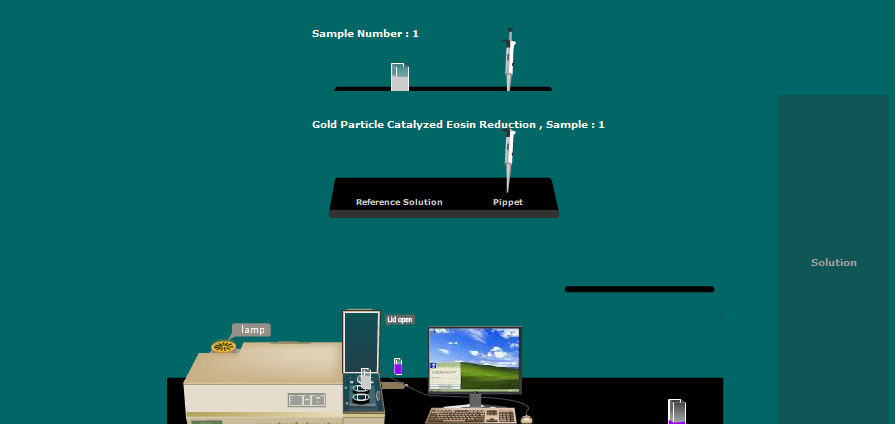 Sample Number : 1
Gold Particle Catalyzed Eosin Reduction , Sample : 1
Reference Solution
Pippet
Solution
Lid open
lamp